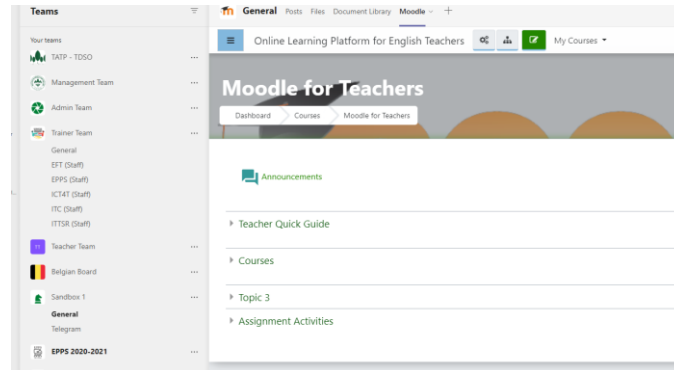 Teams
Your teams
TATP - TDSO
Management Team
Admin Team
Trainer Team
General
EFT (Staff)
EPPS (Staff)
ICT4T (Staff)
ITC (Staff)
ITTSR (Staff)
Teacher Team
Belgian Board
Sandbox 1
General
Telegram
EPPS 2020-2021
General Posts Files Document Library Moodle
Online Learning Platform for English Teachers My Courses
Moodle for Teachers
Dashboard Courses Moodle for Teachers
Announcements
Teacher Quick Guide
Courses
Topic 3
Assignment Activities